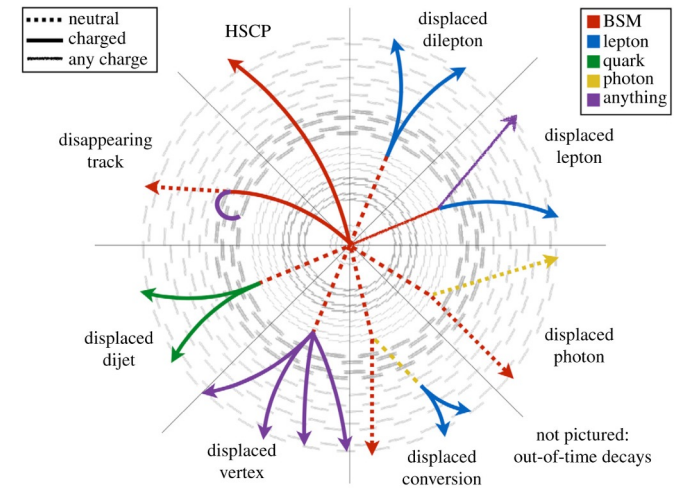 neutral
charged
any charge
HSCP
displaced
dilepton
BSM
lepton
quark
photon
anything
disappearing
track
displaced
lepton
displaced
dijet
displaced
photon
displaced
vertex
displaced
conversion
not pictured:
out-of-time decays